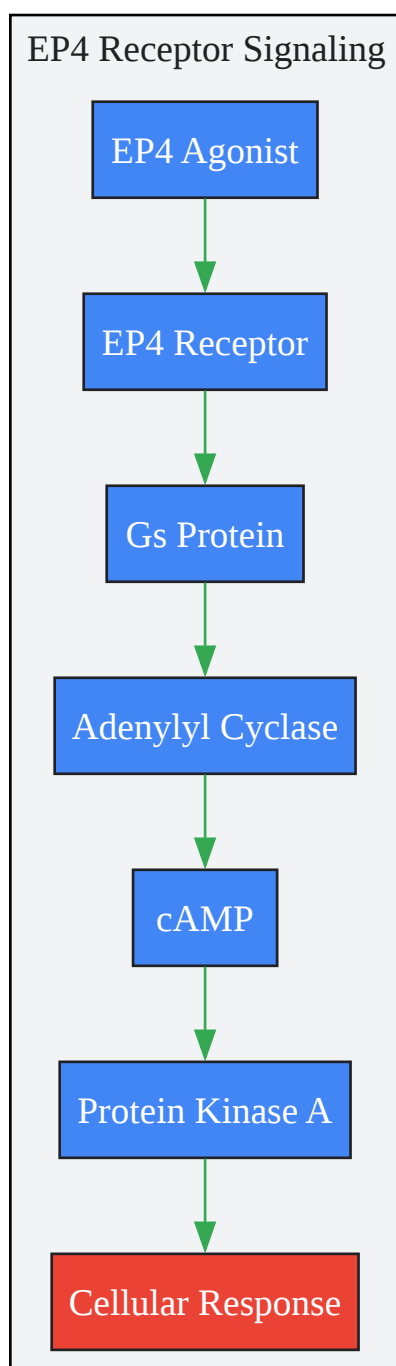 EP4 Receptor Signaling
EP4 Agonist
EP4 Receptor
Gs Protein
Adenylyl Cyclase
cAMP
Protein Kinase A
Cellular Response